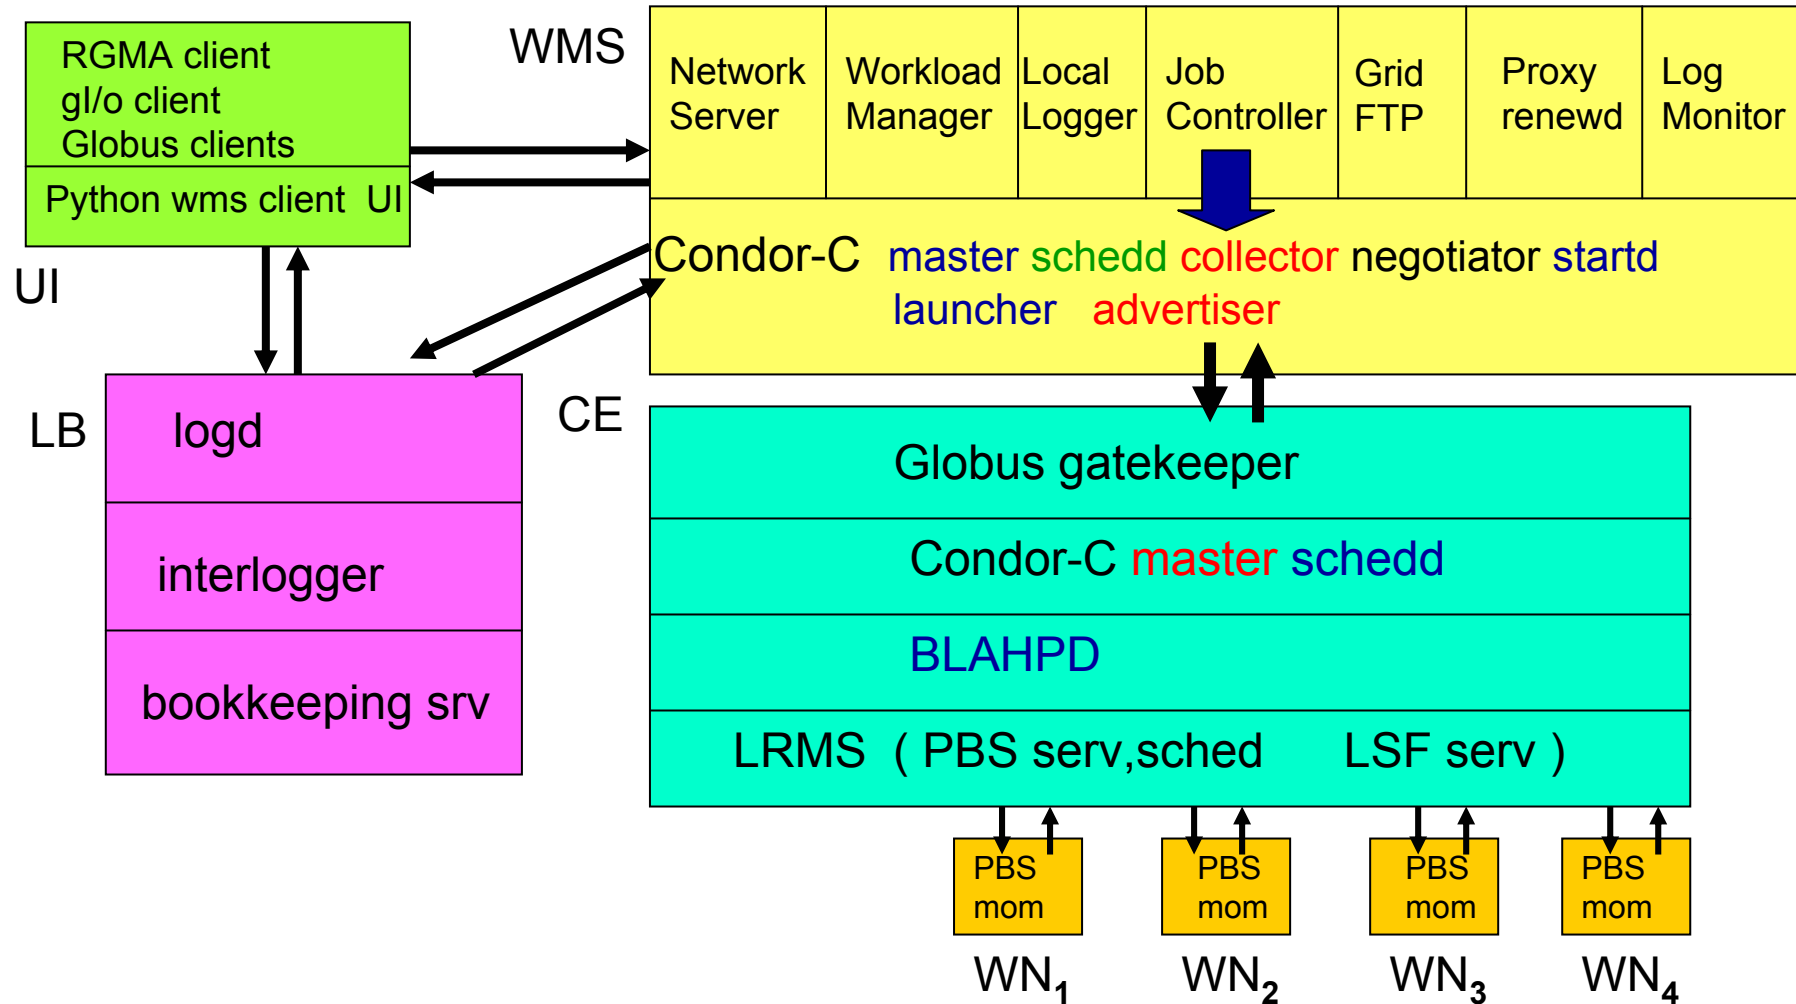 RGMA client
gI/o client
Globus clients
Python wms client UI
UI
WMS
Network
Server
Workload
Manager
Local
Logger
Job
Controller
Grid
FTP
Proxy
renewd
Log
Monitor
Condor-C master schedd collector negotiator startd
launcher advertiser
LB
logd
interlogger
bookkeeping srv
CE
Globus gatekeeper
Condor-C master schedd
BLAHPD
LRMS ( PBS serv,sched LSF serv )
PBS
mom
WN1
PBS
mom
WN2
PBS
mom
WN3
PBS
mom
WN4